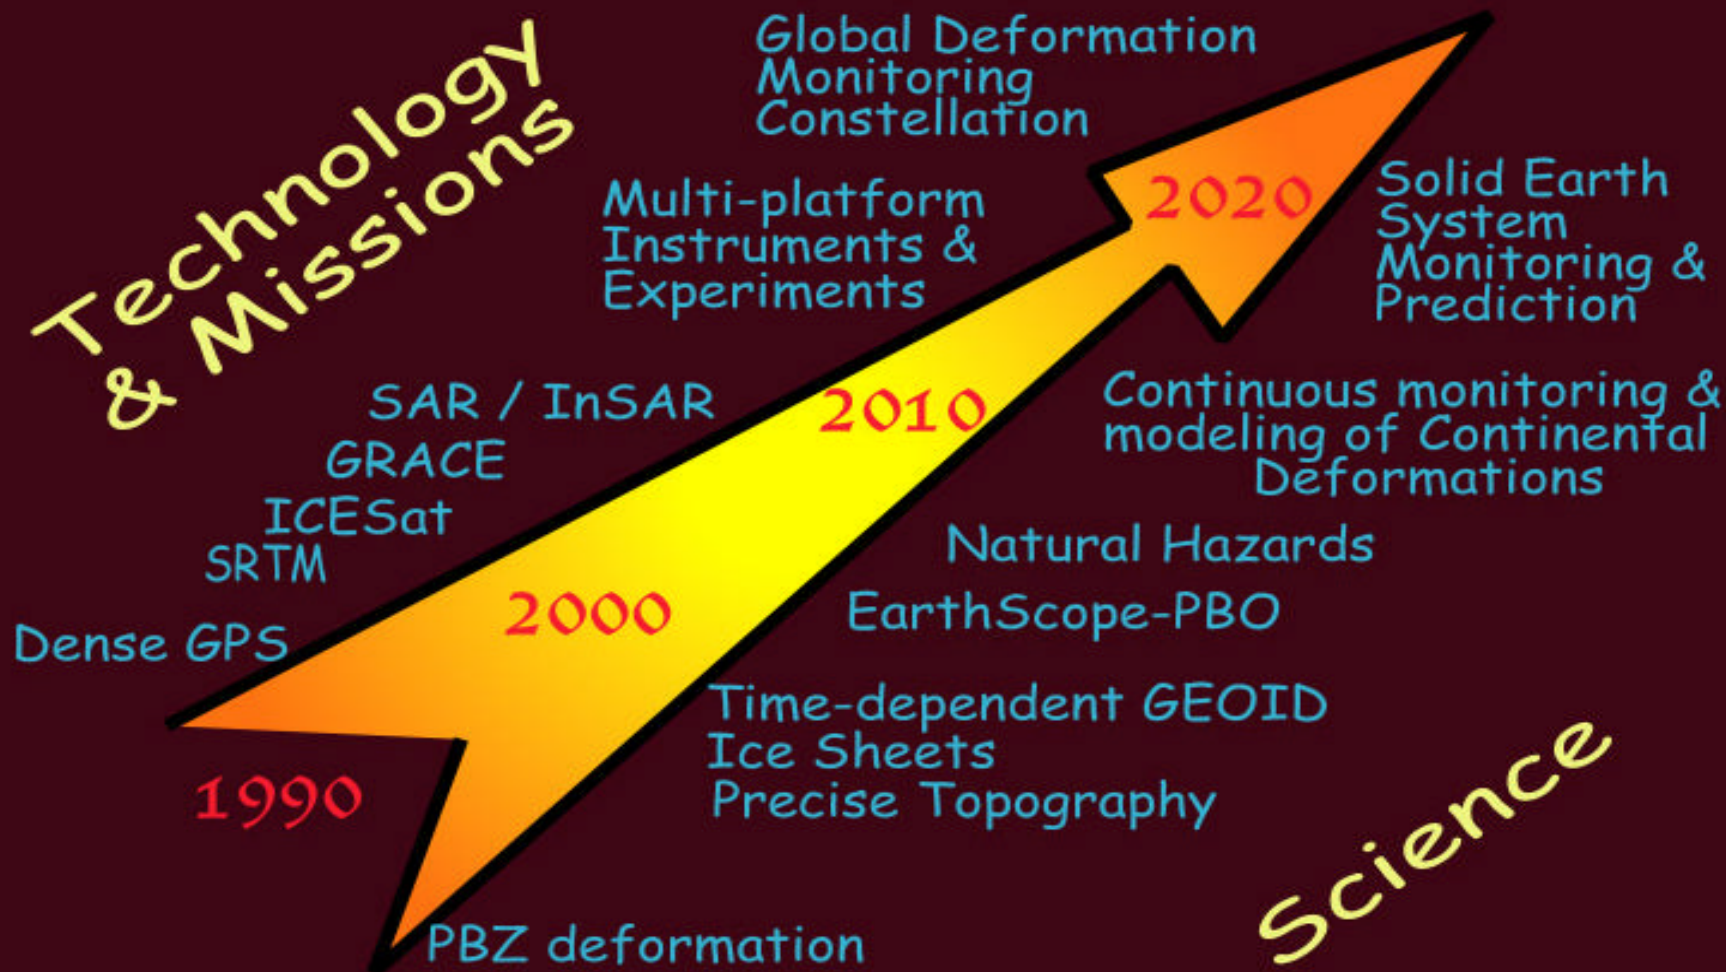 Technology
& Missions
Global Deformation
Monitoring
Constellation
Multi-platform
Instruments &
Experiments
SAR / InSAR
GRACE
ICESat
SRTM
Dense GPS
1990
2000
2010
2020
Solid Earth
System
Monitoring &
Prediction
Continuous monitoring &
modeling of Continental
Deformations
Natural Hazards
EarthScope-PBO
Time-dependent GEOID
Ice Sheets
Precise Topography
PBZ deformation
Science